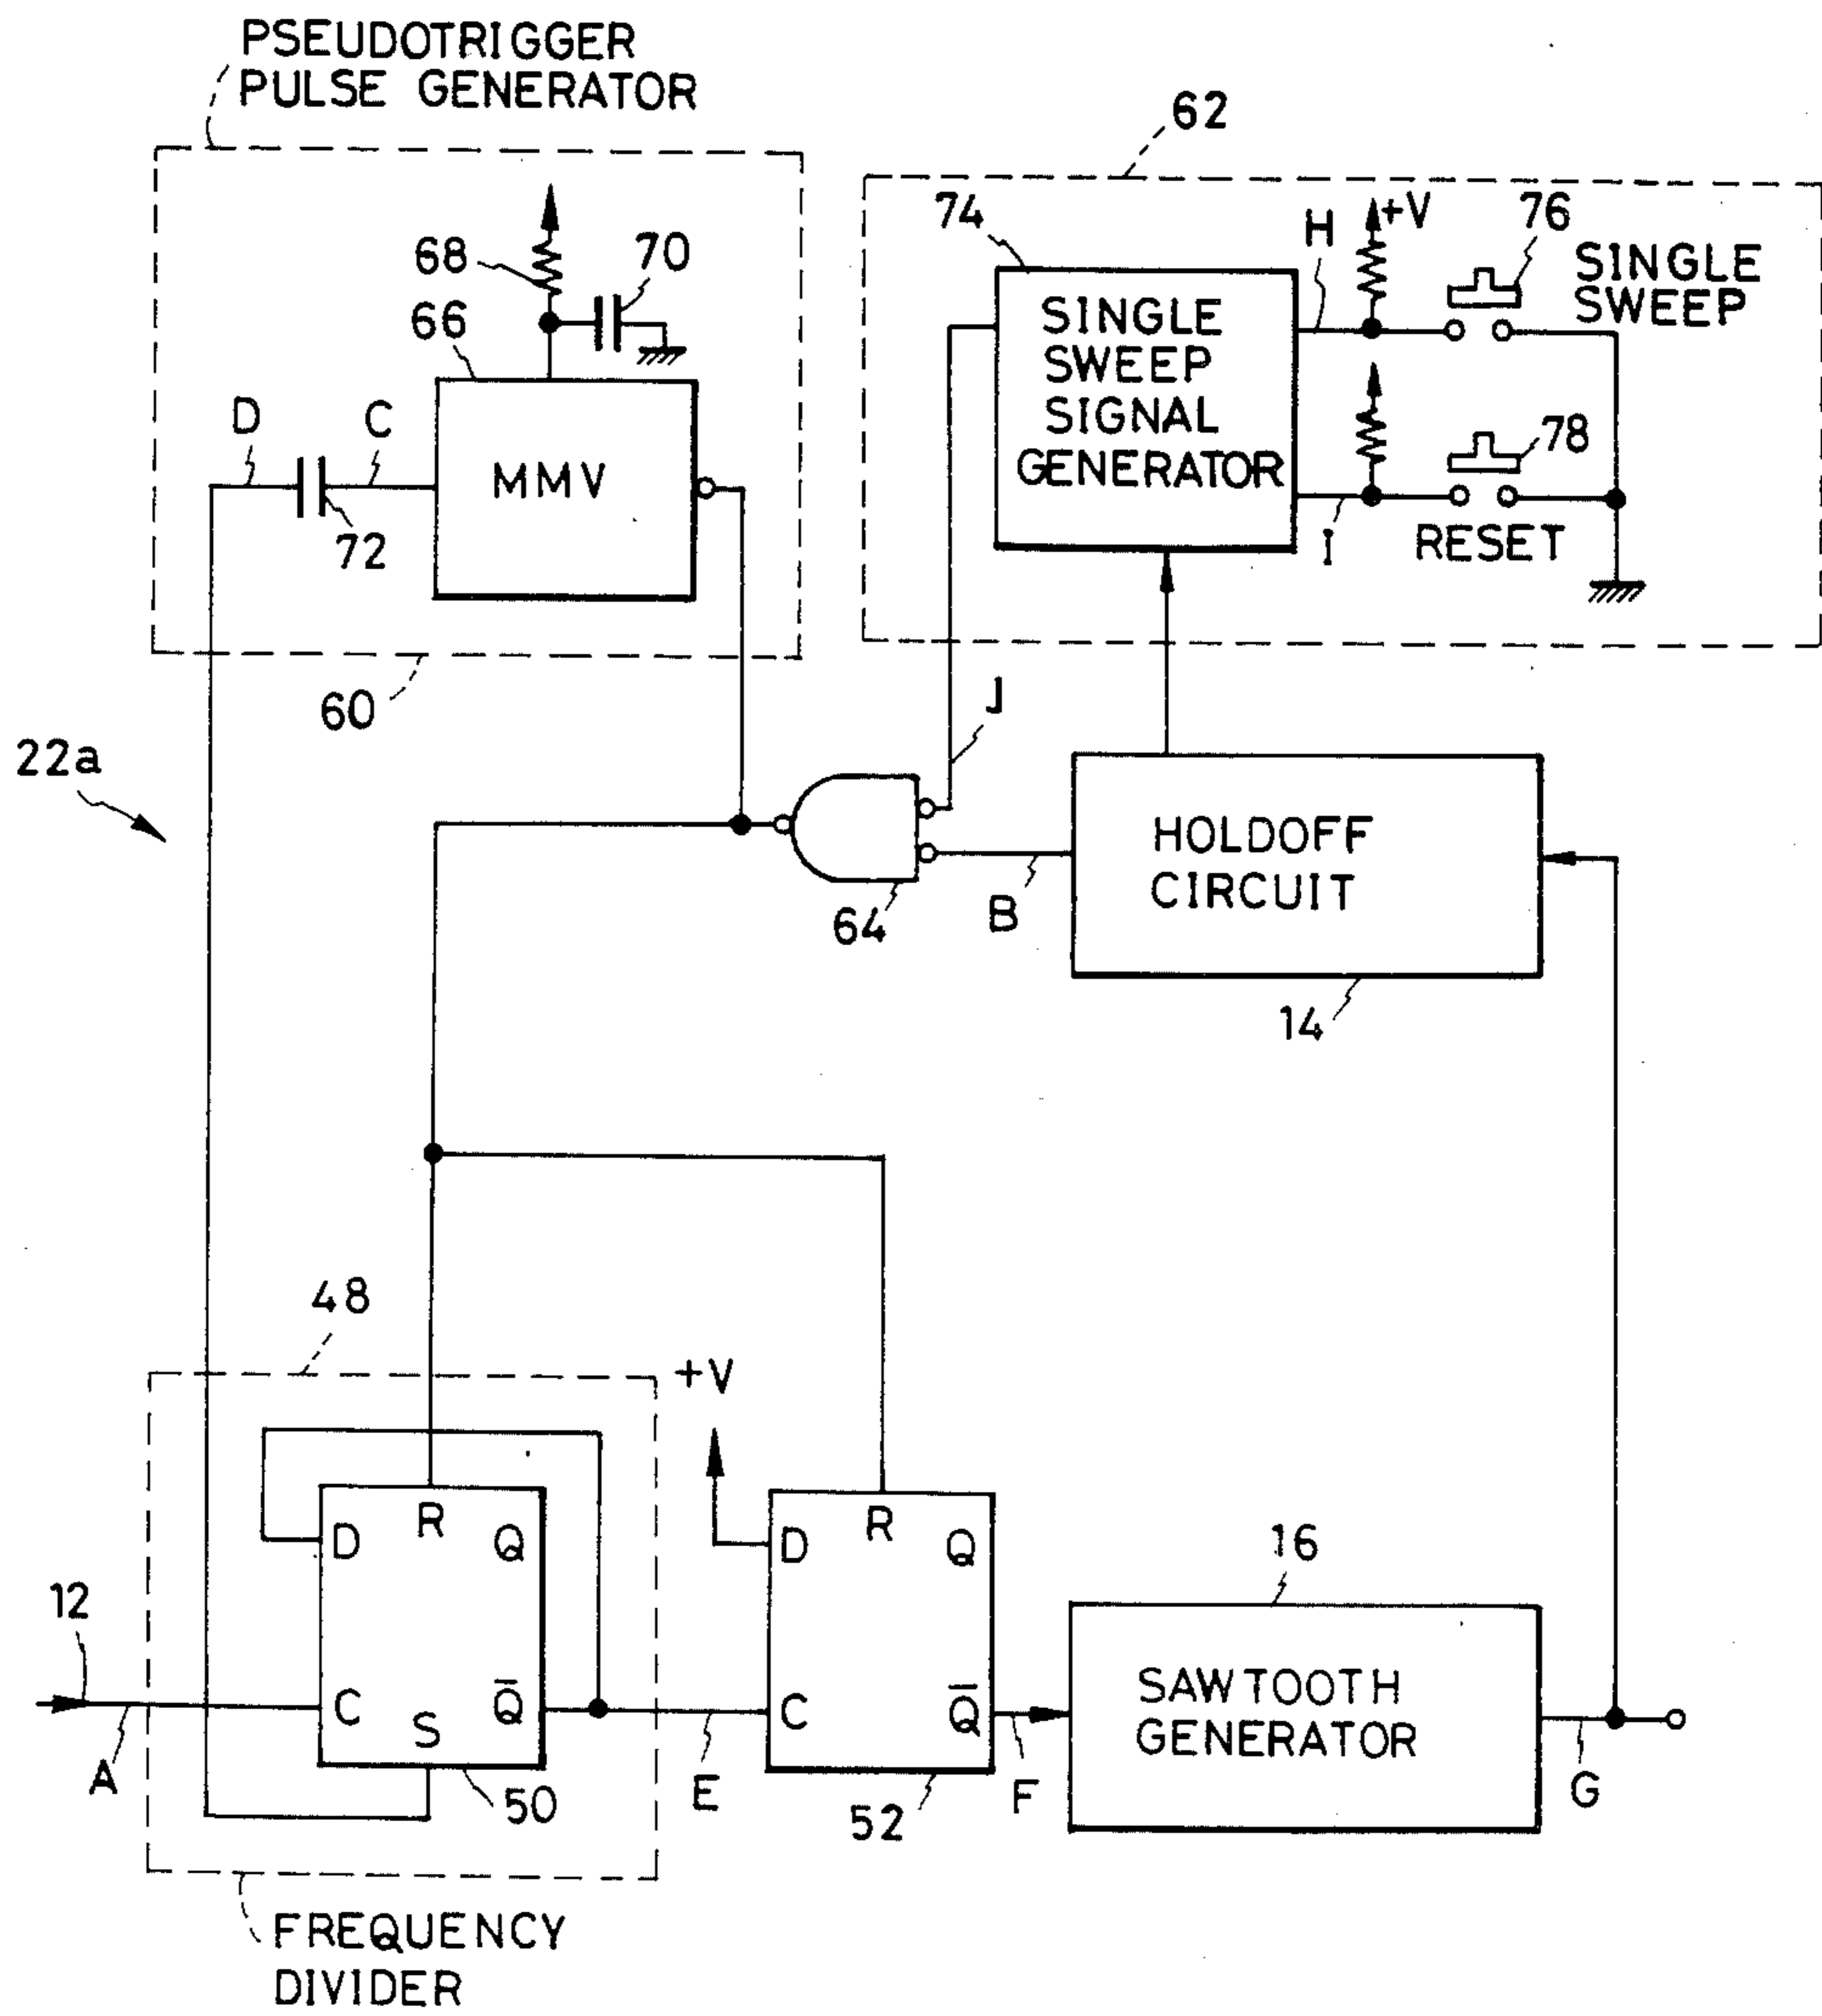 PSEUDOTRIGGER
PULSE GENERATOR
62
74
H
+V
76
SINGLE
SWEEP
68
70
66
SINGLE
SWEEP
SIGNAL
GENERATOR
D
C
MMV
78
72
I
RESET
60
J
22a
HOLDOFF
CIRCUIT
64
B
14
48
+V
D
R
Q
D
R
Q
16
12
C
S
Q̅
C
Q̅
SAWTOOTH
GENERATOR
A
50
E
52
F
G
FREQUENCY
DIVIDER